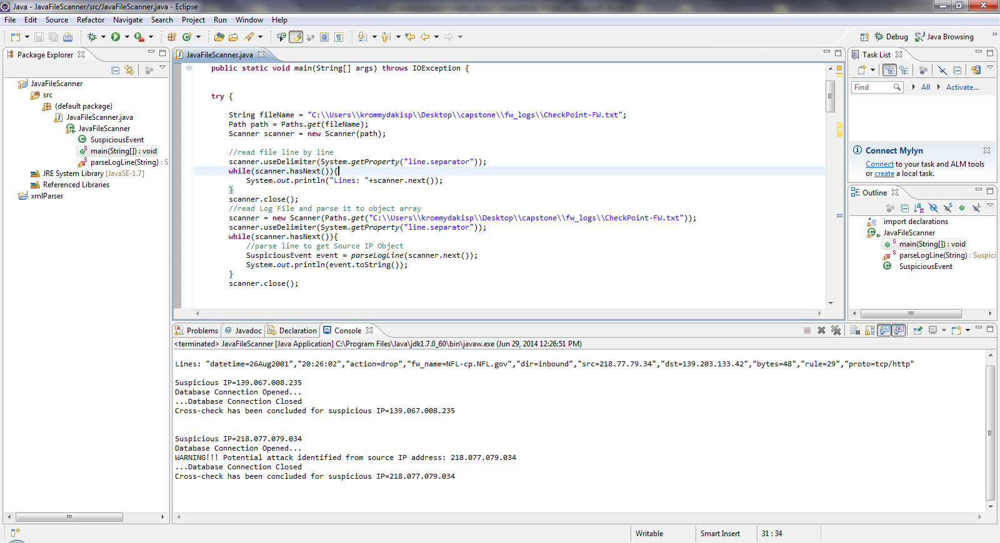 Java - JavaFileScanner/src/JavaFileScanner.java - Eclipse
File Edit Source Refactor Navigate Search Project Run Window Help
Debug Java Browsing
Package Explorer
JavaFileScanner
src
(default package)
JavaFileScanner.java
JavaFileScanner
SuspiciousEvent
main(String[]) : void
parseLogLine(String) : S
JRE System Library [JavaSE-1.7]
Referenced Libraries
xmlParser
JavaFileScanner.java
public static void main(String[] args) throws IOException {
try {
String fileName = "C:\\Users\\krommydakisp\\Desktop\\capstone\\fw_logs\\CheckPoint-FW.txt";
Path path = Paths.get(fileName);
Scanner scanner = new Scanner(path);
//read file line by line
scanner.useDelimiter(System.getProperty("line.separator"));
while(scanner.hasNext()){
System.out.println("Lines: "+scanner.next());
}
scanner.close();
//read Log File and parse it to object array
scanner = new Scanner(Paths.get("C:\\Users\\krommydakisp\\Desktop\\capstone\\fw_logs\\CheckPoint-FW.txt"));
scanner.useDelimiter(System.getProperty("line.separator"));
while(scanner.hasNext()){
//parse line to get Source IP Object
SuspiciousEvent event = parseLogLine(scanner.next());
System.out.println(event.toString());
}
scanner.close();
Task List
Find All Activate...
Connect Mylyn
Connect to your task and ALM tools
or create a local task.
Outline
import declarations
JavaFileScanner
main(String[]) : void
parseLogLine(String) : Suspici
SuspiciousEvent
Problems @ Javadoc Declaration Console
<terminated> JavaFileScanner [Java Application] C:\Program Files\Java\jdk1.7.0_60\bin\javaw.exe (Jun 29, 2014 12:26:51 PM)
Lines: "datetime=26Aug2001","20:26:02","action=drop","fw_name=NFL-cp.NFL.gov","dir=inbound","src=218.77.79.34","dst=139.203.133.42","bytes=48","rule=29","proto=tcp/http"
Suspicious IP=139.067.008.235
Database Connection Opened...
...Database Connection Closed
Cross-check has been concluded for suspicious IP=139.067.008.235
Suspicious IP=218.077.079.034
Database Connection Opened...
WARNING!!! Potential attack identified from source IP address: 218.077.079.034
...Database Connection Closed
Cross-check has been concluded for suspicious IP=218.077.079.034
Writable Smart Insert 31 : 34